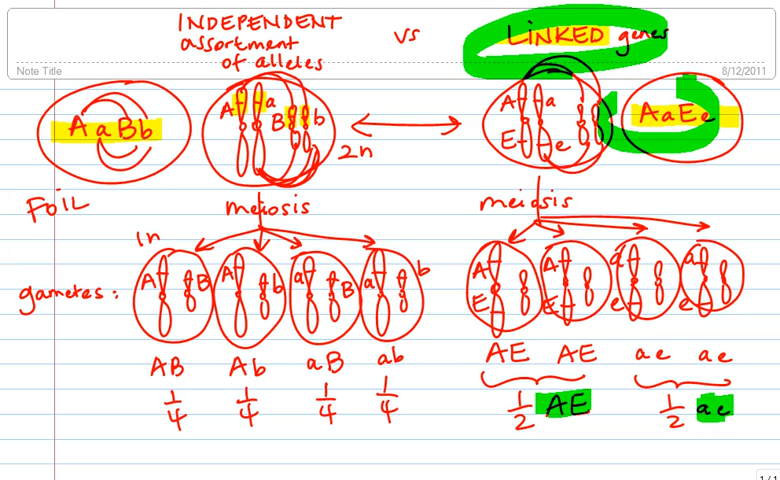 INDEPENDENT
assortment
of alleles
vs
LINKED genes
Note Title
8/12/2011
AaBb
A a B b
2n
A a
E e
AaEe
FOIL
meiosis
meiosis
1n
gametes:
A B
A b
a B
a b
A
E
A
E
a
e
a
e
AB Ab aB ab
AE AE ae ae
1/4 1/4 1/4 1/4
1/2 AE
1/2 ae
1/1